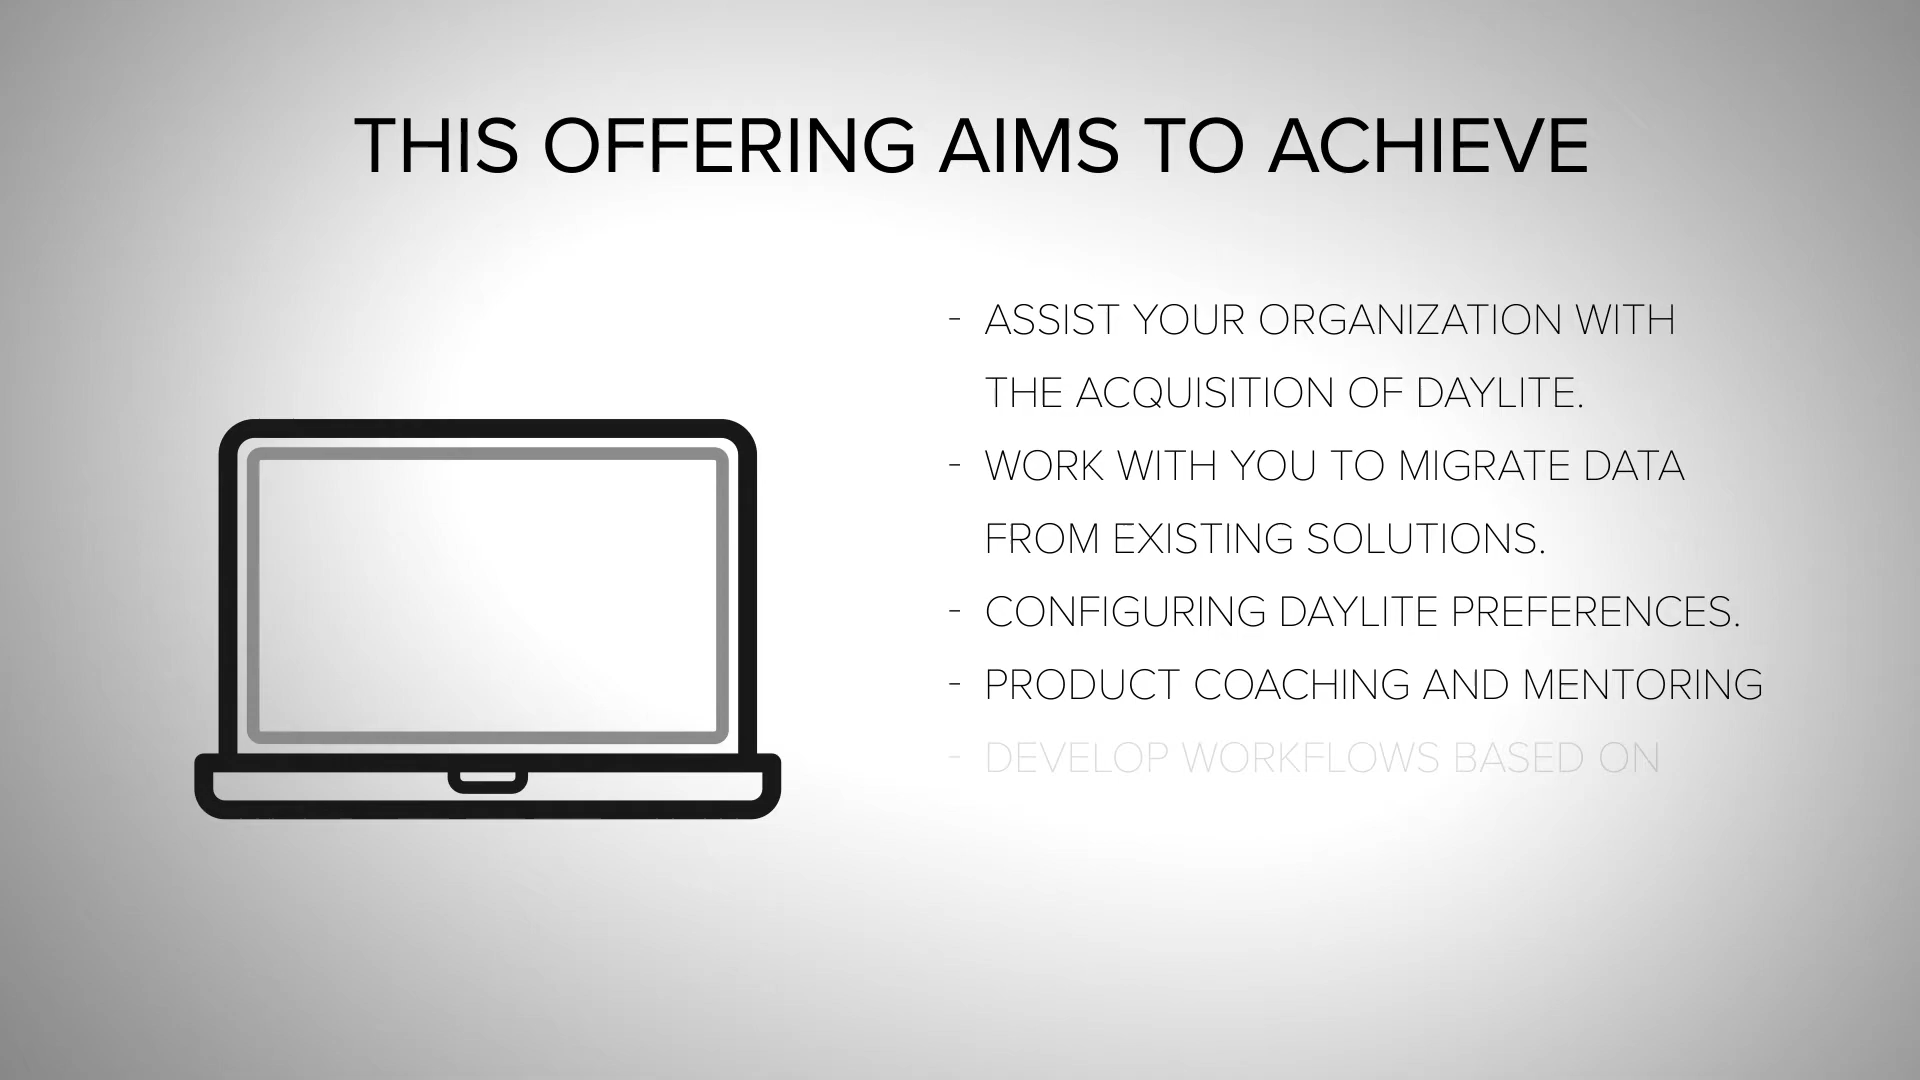 THIS OFFERING AIMS TO ACHIEVE
- ASSIST YOUR ORGANIZATION WITH
THE ACQUISITION OF DAYLITE.
- WORK WITH YOU TO MIGRATE DATA
FROM EXISTING SOLUTIONS.
- CONFIGURING DAYLITE PREFERENCES.
- PRODUCT COACHING AND MENTORING
- DEVELOP WORKFLOWS BASED ON